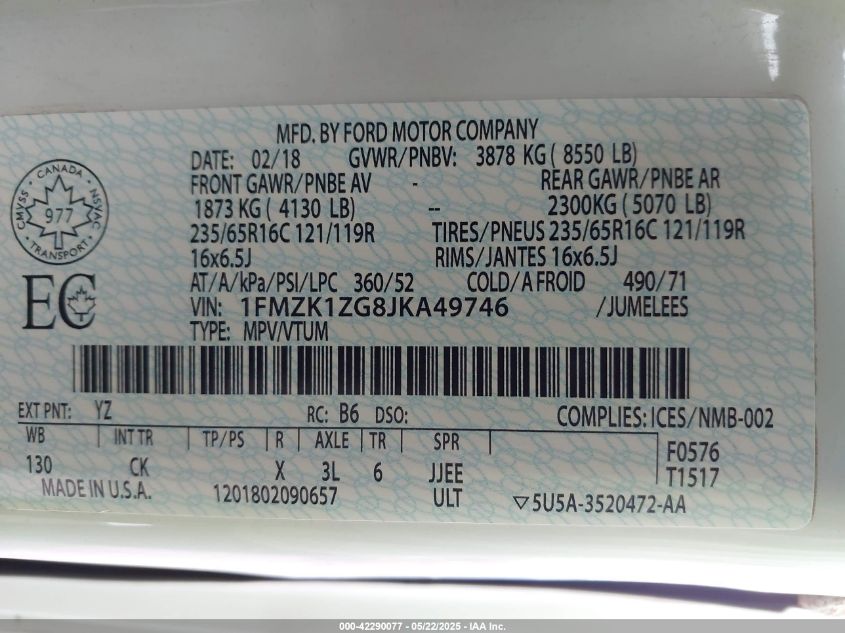 MFD. BY FORD MOTOR COMPANY
DATE: 02/18 GVWR/PNBV: 3878 KG ( 8550 LB)
FRONT GAWR/PNBE AV - REAR GAWR/PNBE AR
1873 KG ( 4130 LB) -- 2300KG ( 5070 LB)
235/65R16C 121/119R TIRES/PNEUS 235/65R16C 121/119R
16x6.5J RIMS/JANTES 16x6.5J
AT/A/kPa/PSI/LPC 360/52 COLD/A FROID 490/71
VIN: 1FMZK1ZG8JKA49746 /JUMELEES
TYPE: MPV/VTUM
CMVSS · CANADA · NSVAC · TRANSPORT ·
977
EC
EXT PNT: YZ RC: B6 DSO: COMPLIES: ICES/NMB-002
WB INT TR TP/PS R AXLE TR SPR F0576
130 CK X 3L 6 JJEE T1517
MADE IN U.S.A. 1201802090657 ULT ▽5U5A-3520472-AA
000-42290077 - 05/22/2025 - IAA Inc.